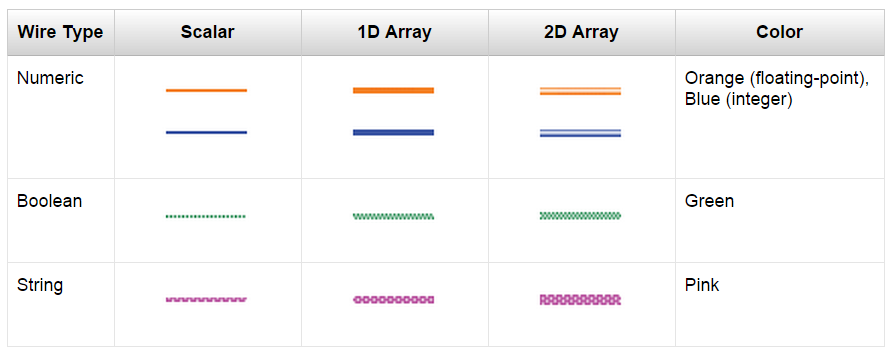 Wire Type Scalar 1D Array 2D Array Color
Numeric Orange (floating-point),
Blue (integer)
Boolean Green
String Pink